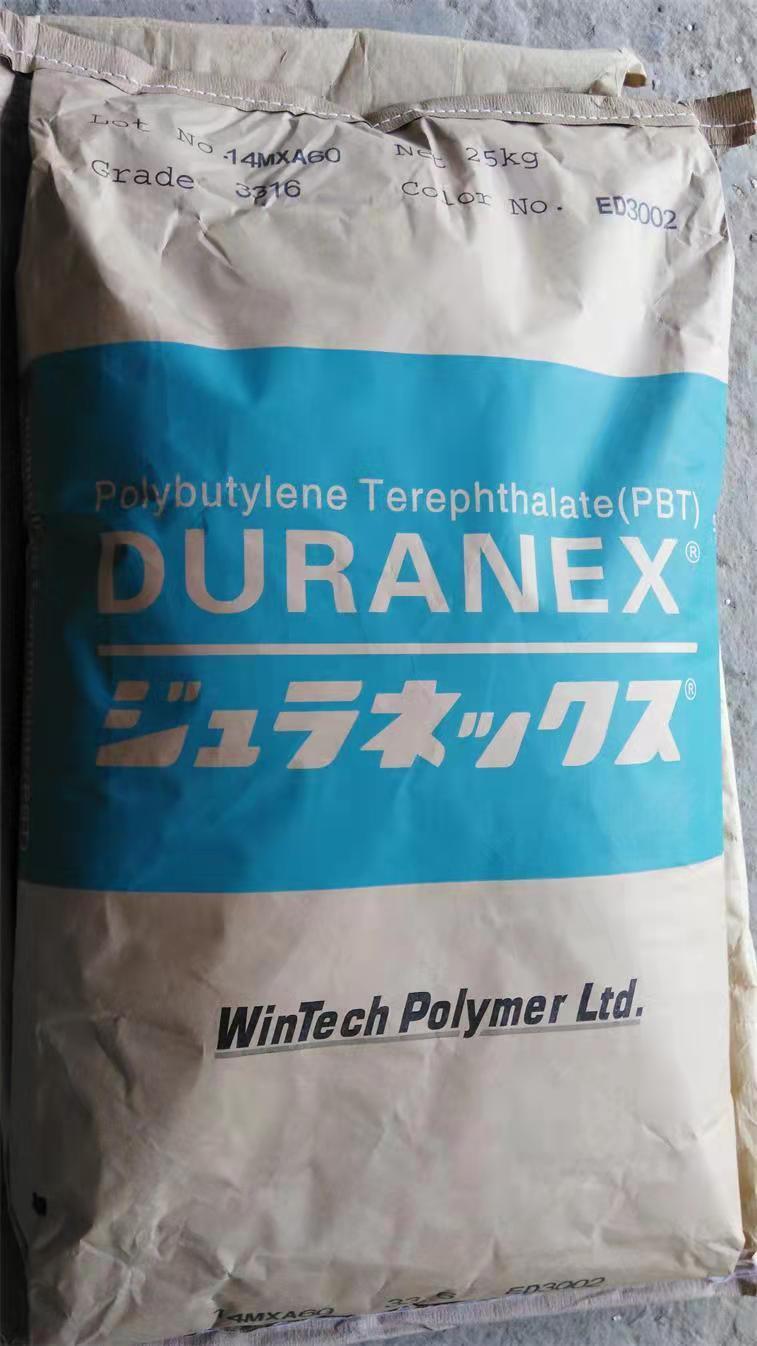 Lot No. 14MXA60 Net 25kg
Grade 3316 Color No. ED3002
Polybutylene Terephthalate(PBT)
DURANEX®
ジュラネックス®
WinTech Polymer Ltd.
14MXA60 3316 ED3002